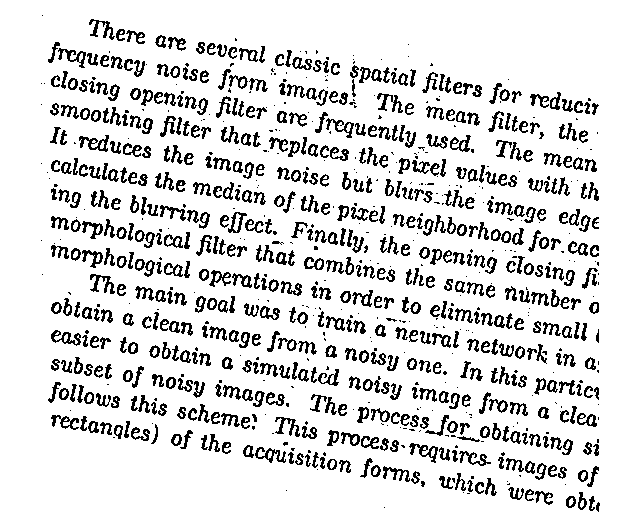 There are several classic spatial filters for reducin
frequency noise from images. The mean filter, the
closing opening filter are frequently used. The mean
smoothing filter that replaces the pixel values with th
It reduces the image noise but blurs the image edge
calculates the median of the pixel neighborhood for eac
ing the blurring effect. Finally, the opening closing fi
morphological filter that combines the same number o
morphological operations in order to eliminate small
The main goal was to train a neural network in a
obtain a clean image from a noisy one. In this partic
easier to obtain a simulated noisy image from a clea
subset of noisy images. The process for obtaining si
follows this scheme. This process requires images of
rectangles) of the acquisition forms, which were obt